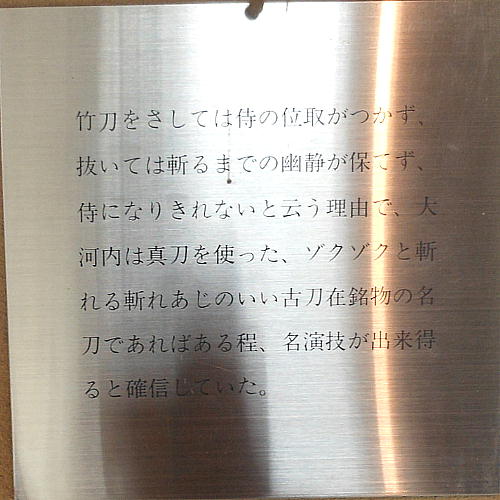 竹刀をさしては侍の位取がつかず、
抜いては斬るまでの幽静が保てず、
侍になりきれないと云う理由で、大
河内は真刀を使った、ゾクゾクと斬
れる斬れあじのいい古刀在銘物の名
刀であればある程、名演技が出来得
ると確信していた。